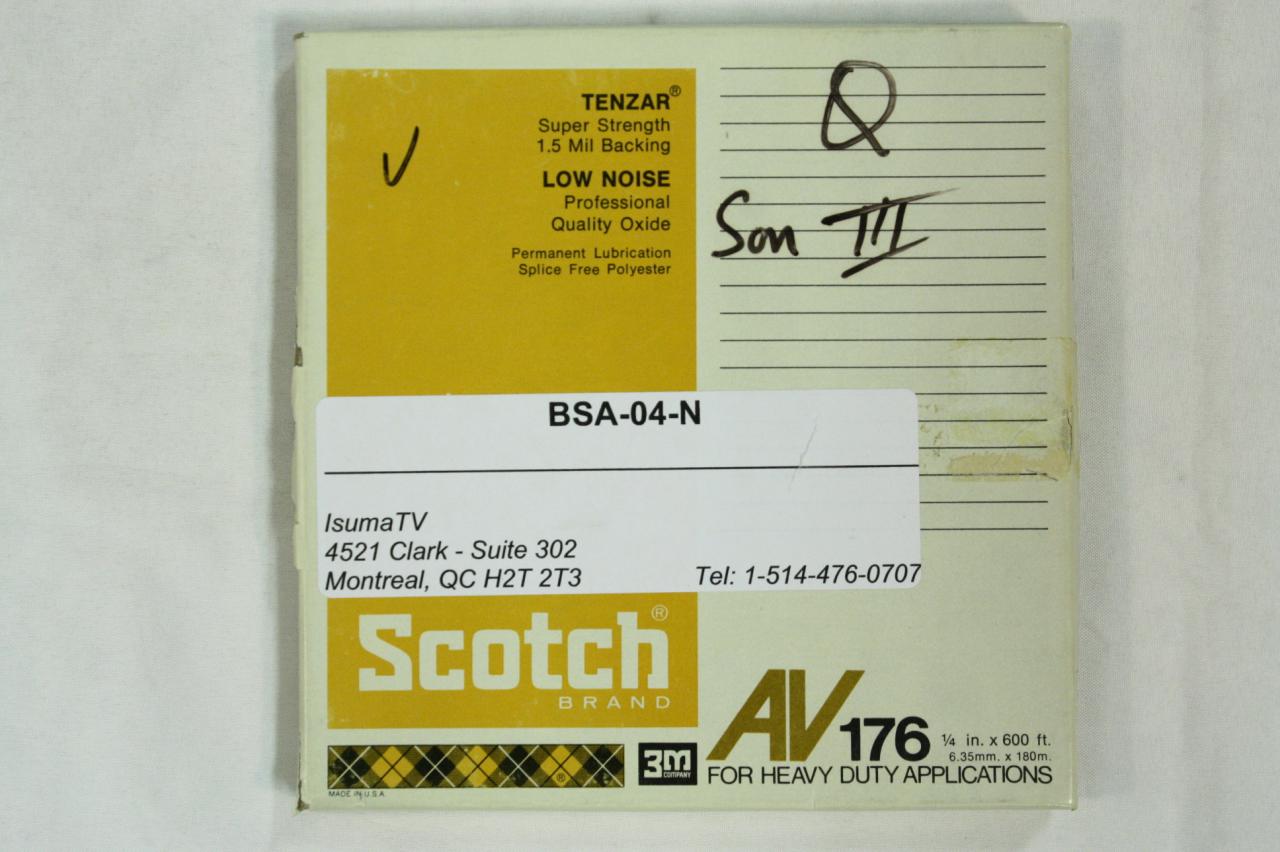 TENZAR®
Super Strength
1.5 Mil Backing
LOW NOISE
Professional
Quality Oxide
Permanent Lubrication
Splice Free Polyester
Q
Son III
BSA-04-N
IsumaTV
4521 Clark - Suite 302
Montreal, QC H2T 2T3 Tel: 1-514-476-0707
Scotch®
BRAND
®
3M
COMPANY
MADE IN U.S.A.
AV 176 ¼ in. x 600 ft.
6.35mm. x 180m.
FOR HEAVY DUTY APPLICATIONS